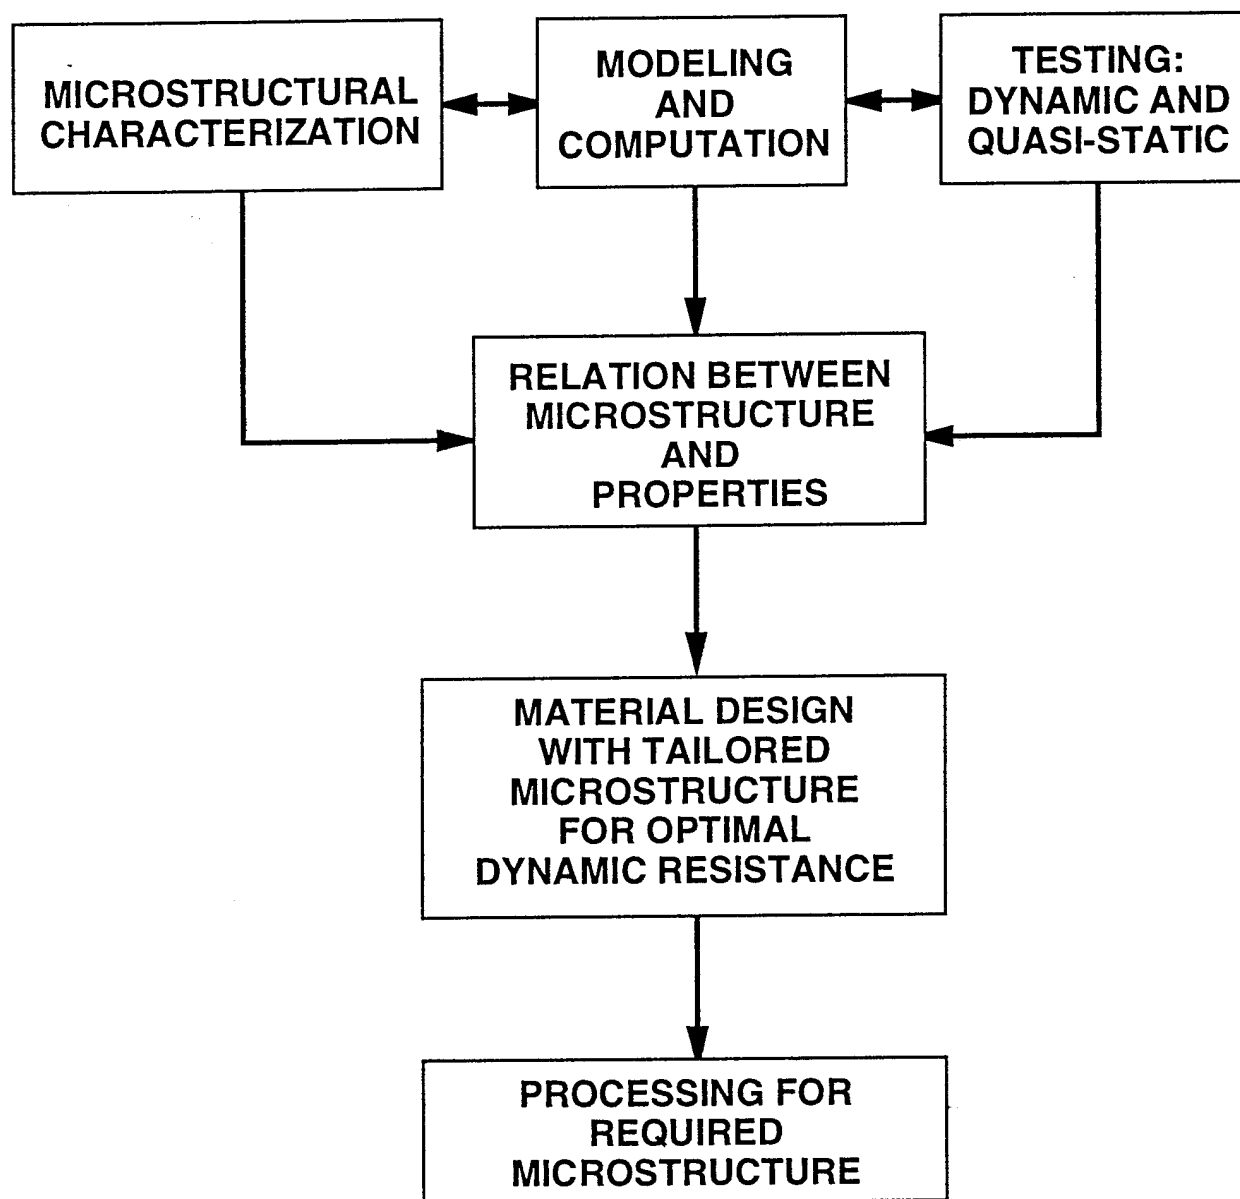 MICROSTRUCTURAL
CHARACTERIZATION
MODELING
AND
COMPUTATION
TESTING:
DYNAMIC AND
QUASI-STATIC
RELATION BETWEEN
MICROSTRUCTURE
AND
PROPERTIES
MATERIAL DESIGN
WITH TAILORED
MICROSTRUCTURE
FOR OPTIMAL
DYNAMIC RESISTANCE
PROCESSING FOR
REQUIRED
MICROSTRUCTURE